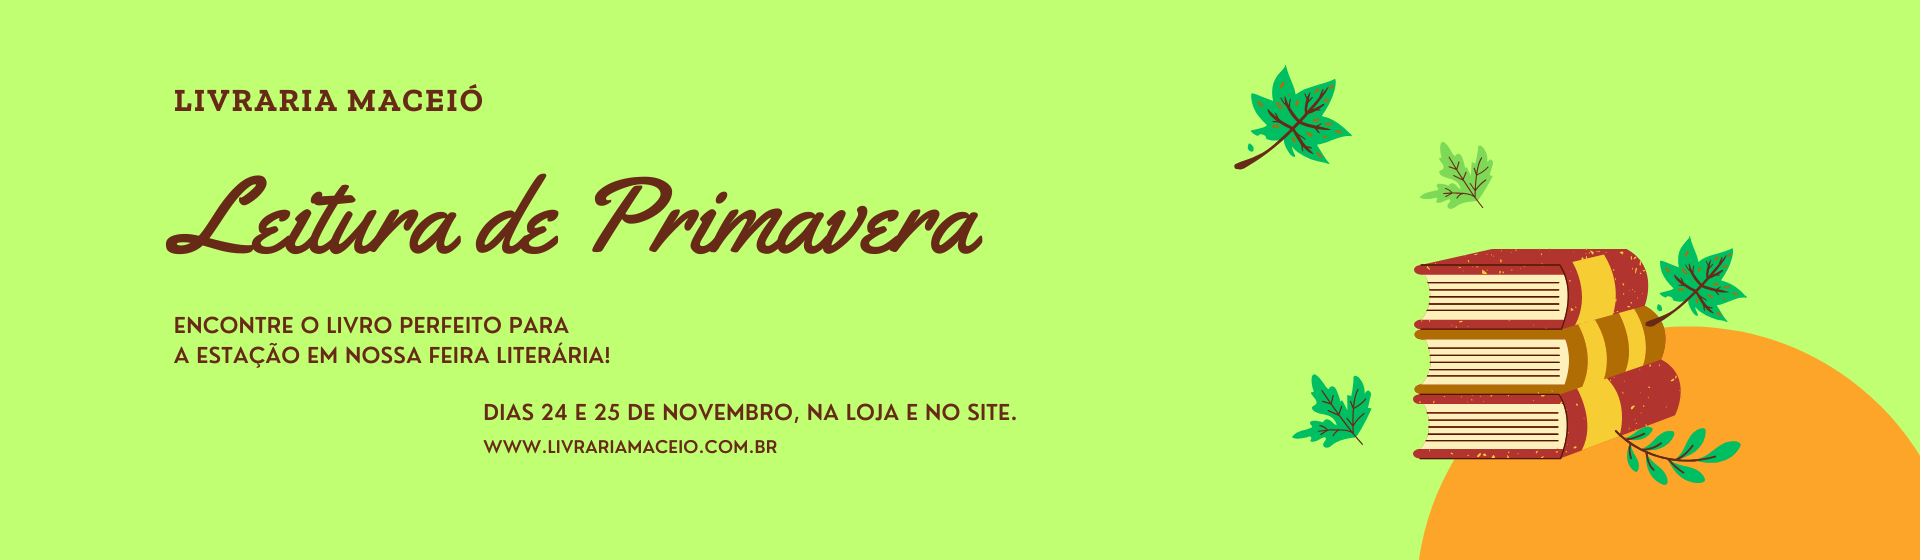 LIVRARIA MACEIÓ
Leitura de Primavera
ENCONTRE O LIVRO PERFEITO PARA
A ESTAÇÃO EM NOSSA FEIRA LITERÁRIA!
DIAS 24 E 25 DE NOVEMBRO, NA LOJA E NO SITE.
WWW.LIVRARIAMACEIO.COM.BR